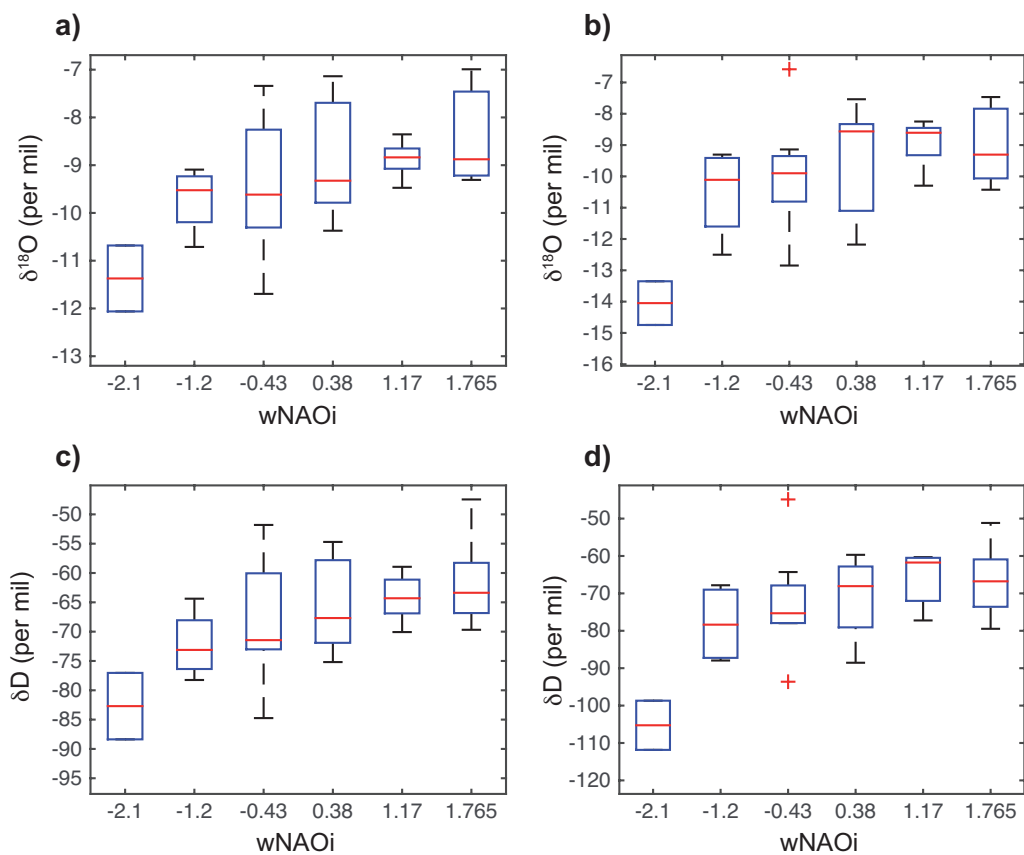 a)
-7
-8
-9
-10
-11
-12
-13
δ18O (per mil)
-2.1 -1.2 -0.43 0.38 1.17 1.765
wNAOi
b)
-7
-8
-9
-10
-11
-12
-13
-14
-15
-16
δ18O (per mil)
-2.1 -1.2 -0.43 0.38 1.17 1.765
wNAOi
c)
-50
-55
-60
-65
-70
-75
-80
-85
-90
-95
δD (per mil)
-2.1 -1.2 -0.43 0.38 1.17 1.765
wNAOi
d)
-50
-60
-70
-80
-90
-100
-110
-120
δD (per mil)
-2.1 -1.2 -0.43 0.38 1.17 1.765
wNAOi